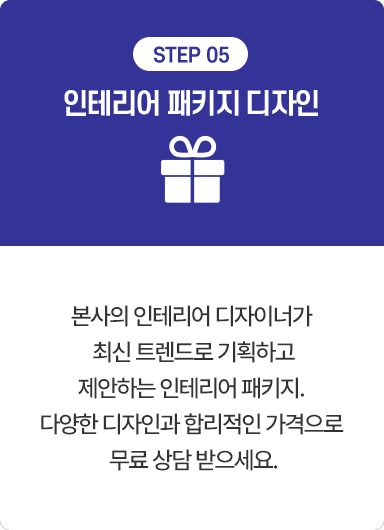 STEP 05
인테리어 패키지 디자인
본사의 인테리어 디자이너가
최신 트렌드로 기획하고
제안하는 인테리어 패키지.
다양한 디자인과 합리적인 가격으로
무료 상담 받으세요.